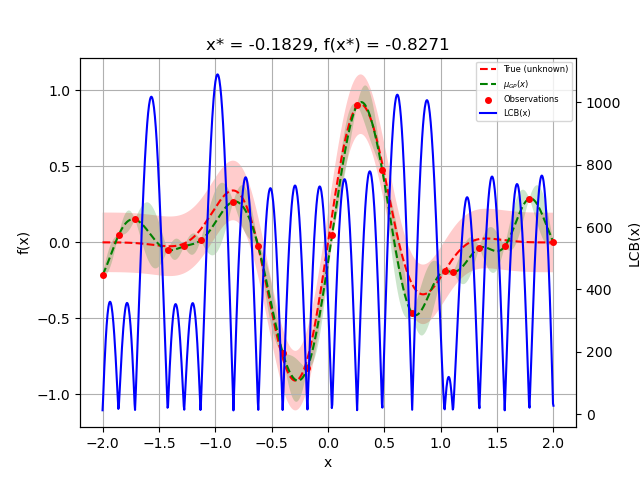 x* = -0.1829, f(x*) = -0.8271
True (unknown)
μGP(x)
Observations
LCB(x)
f(x)
1.0
0.5
0.0
−0.5
−1.0
1000
800
600
400
200
0
LCB(x)
−2.0 −1.5 −1.0 −0.5 0.0 0.5 1.0 1.5 2.0
x